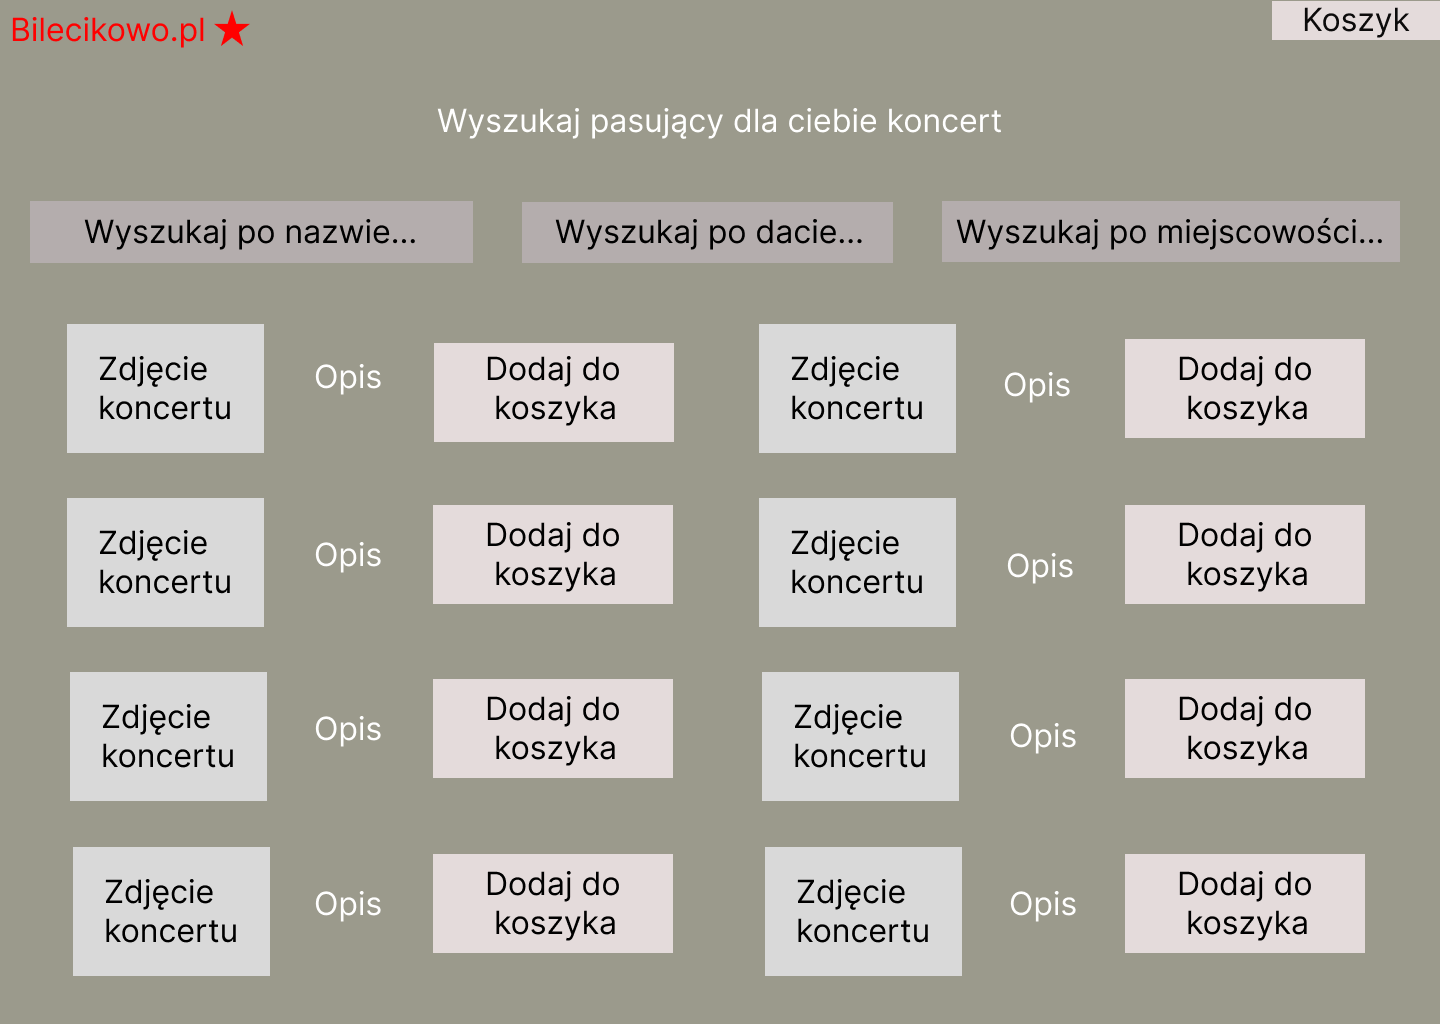 Bilecikowo.pl
Koszyk
Wyszukaj pasujący dla ciebie koncert
Wyszukaj po nazwie...
Wyszukaj po dacie...
Wyszukaj po miejscowości...
Zdjęcie
koncertu
Opis
Dodaj do
koszyka
Zdjęcie
koncertu
Opis
Dodaj do
koszyka
Zdjęcie
koncertu
Opis
Dodaj do
koszyka
Zdjęcie
koncertu
Opis
Dodaj do
koszyka
Zdjęcie
koncertu
Opis
Dodaj do
koszyka
Zdjęcie
koncertu
Opis
Dodaj do
koszyka
Zdjęcie
koncertu
Opis
Dodaj do
koszyka
Zdjęcie
koncertu
Opis
Dodaj do
koszyka